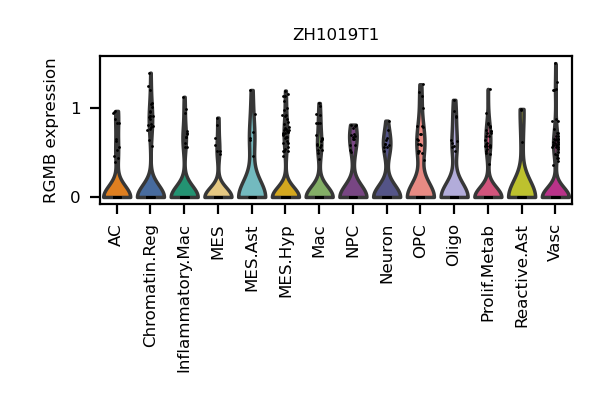 ZH1019T1
RGMB expression
1
0
AC
Chromatin.Reg
Inflammatory.Mac
MES
MES.Ast
MES.Hyp
Mac
NPC
Neuron
OPC
Oligo
Prolif.Metab
Reactive.Ast
Vasc